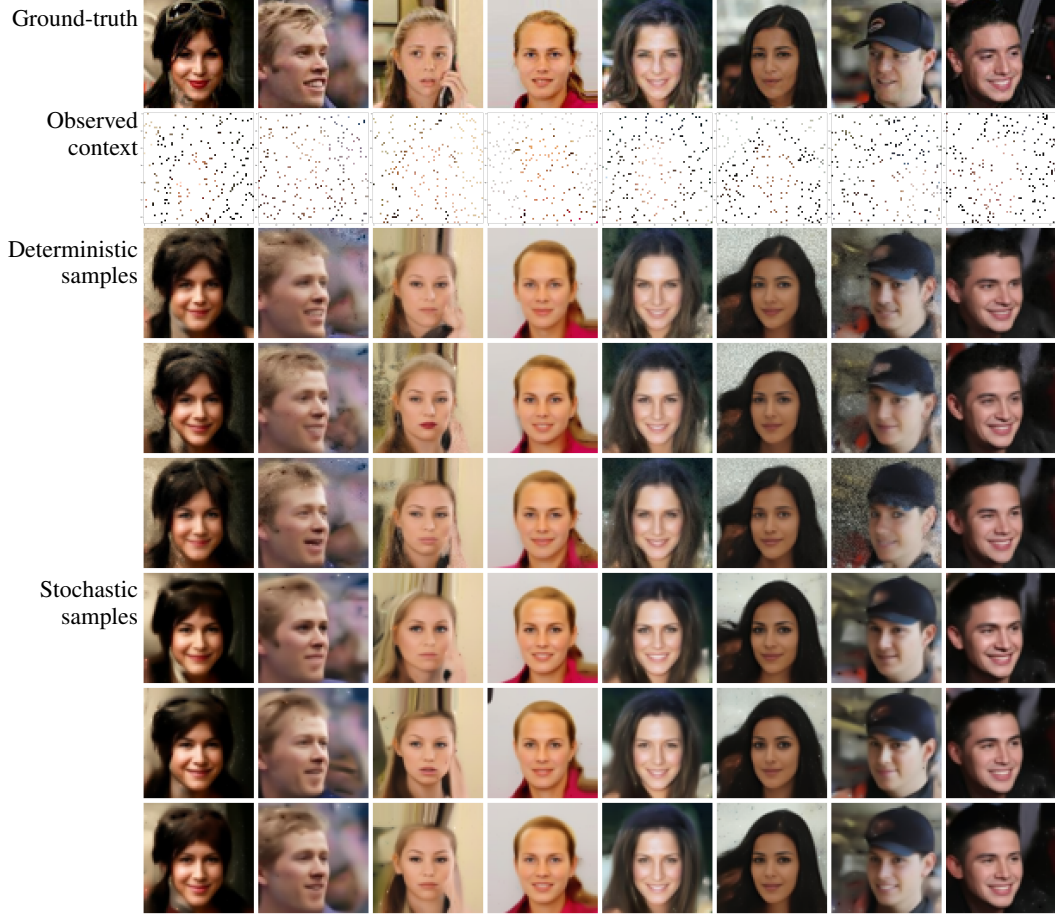 Ground-truth
Observed
context
Deterministic
samples
Stochastic
samples